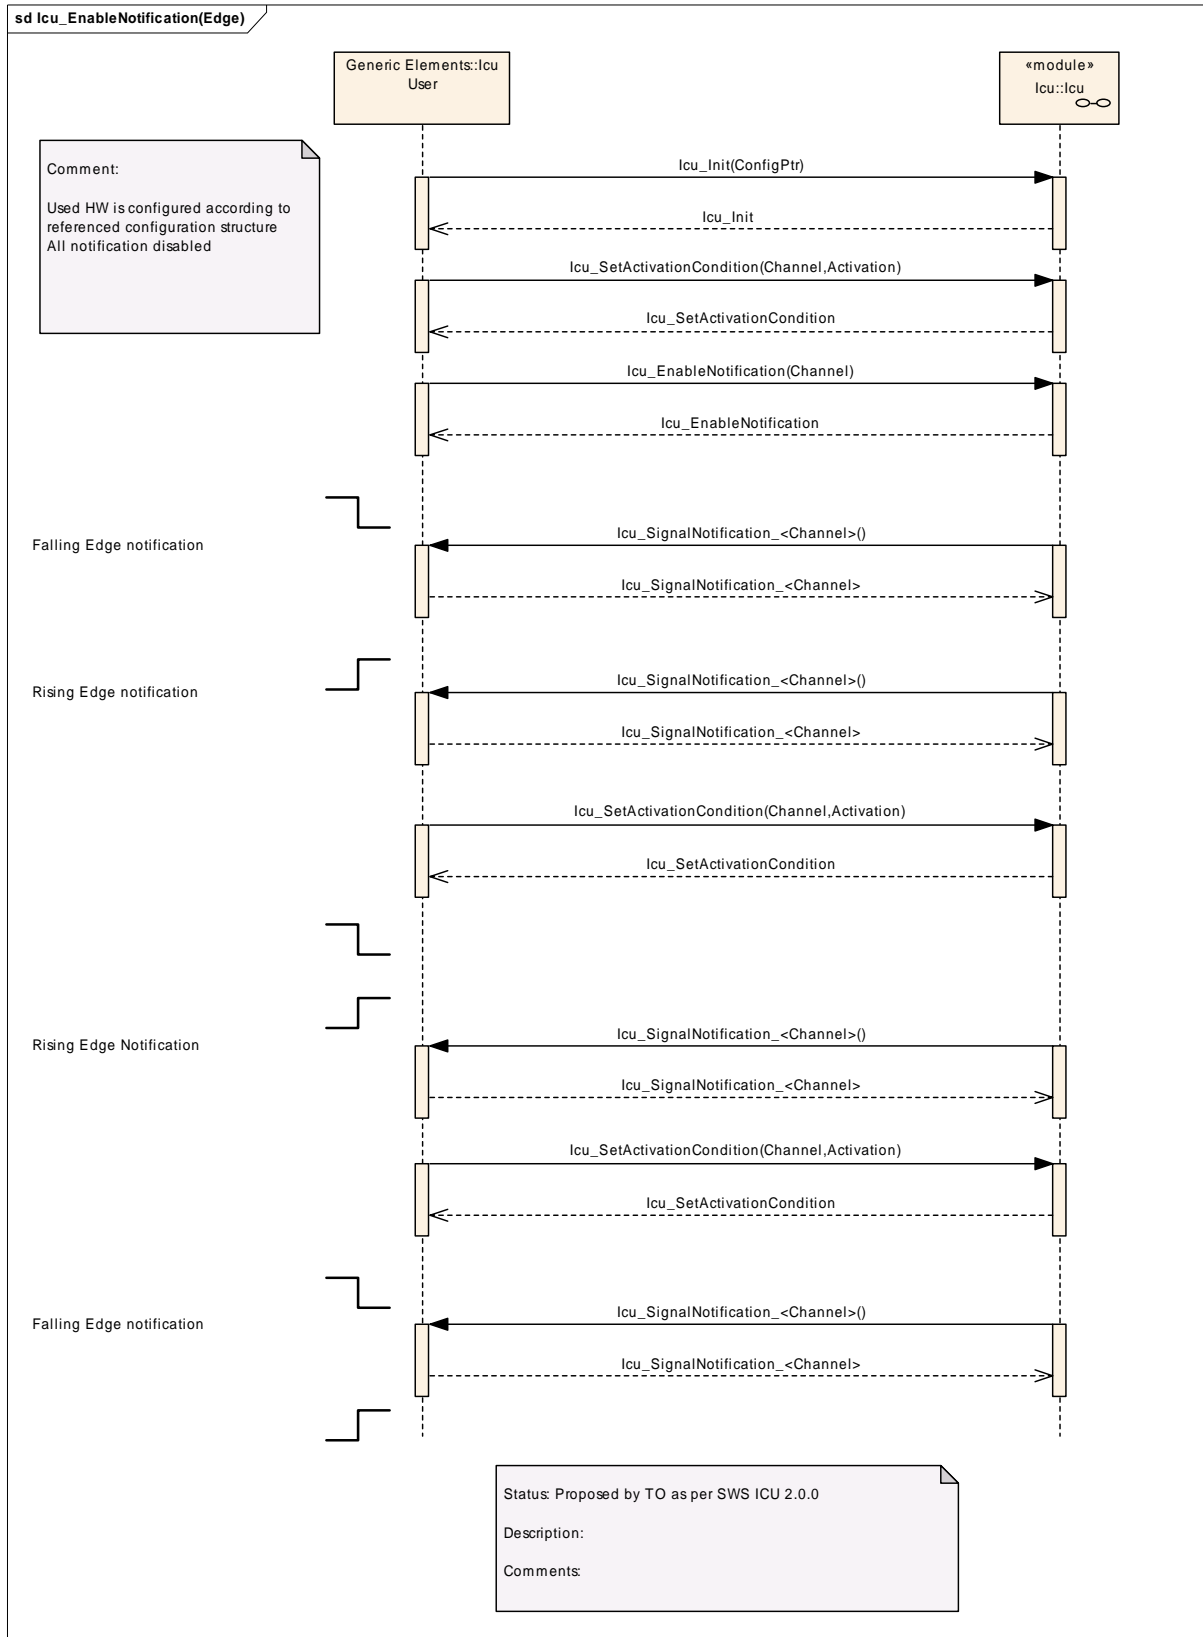 sd Icu_EnableNotification(Edge)
Generic Elements::Icu
User
«module»
Icu::Icu
Comment:
Used HW is configured according to
referenced configuration structure
All notification disabled
Icu_Init(ConfigPtr)
Icu_Init
Icu_SetActivationCondition(Channel,Activation)
Icu_SetActivationCondition
Icu_EnableNotification(Channel)
Icu_EnableNotification
Icu_SignalNotification_<Channel>()
Falling Edge notification
Icu_SignalNotification_<Channel>
Icu_SignalNotification_<Channel>()
Rising Edge notification
Icu_SignalNotification_<Channel>
Icu_SetActivationCondition(Channel,Activation)
Icu_SetActivationCondition
Icu_SignalNotification_<Channel>()
Rising Edge Notification
Icu_SignalNotification_<Channel>
Icu_SetActivationCondition(Channel,Activation)
Icu_SetActivationCondition
Icu_SignalNotification_<Channel>()
Falling Edge notification
Icu_SignalNotification_<Channel>
Status: Proposed by TO as per SWS ICU 2.0.0
Description:
Comments: